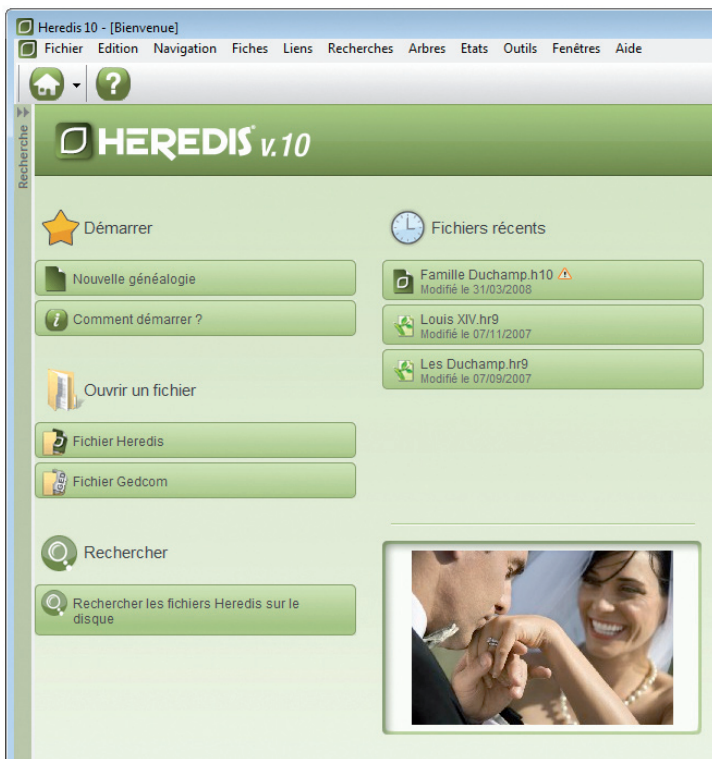 Heredis 10 - [Bienvenue]
Fichier Edition Navigation Fiches Liens Recherches Arbres Etats Outils Fenêtres Aide
Recherche
HEREDIS v.10
Démarrer
Nouvelle généalogie
Comment démarrer ?
Ouvrir un fichier
Fichier Heredis
Fichier Gedcom
Rechercher
Rechercher les fichiers Heredis sur le
disque
Fichiers récents
Famille Duchamp.h10
Modifié le 31/03/2008
Louis XIV.hr9
Modifié le 07/11/2007
Les Duchamp.hr9
Modifié le 07/09/2007